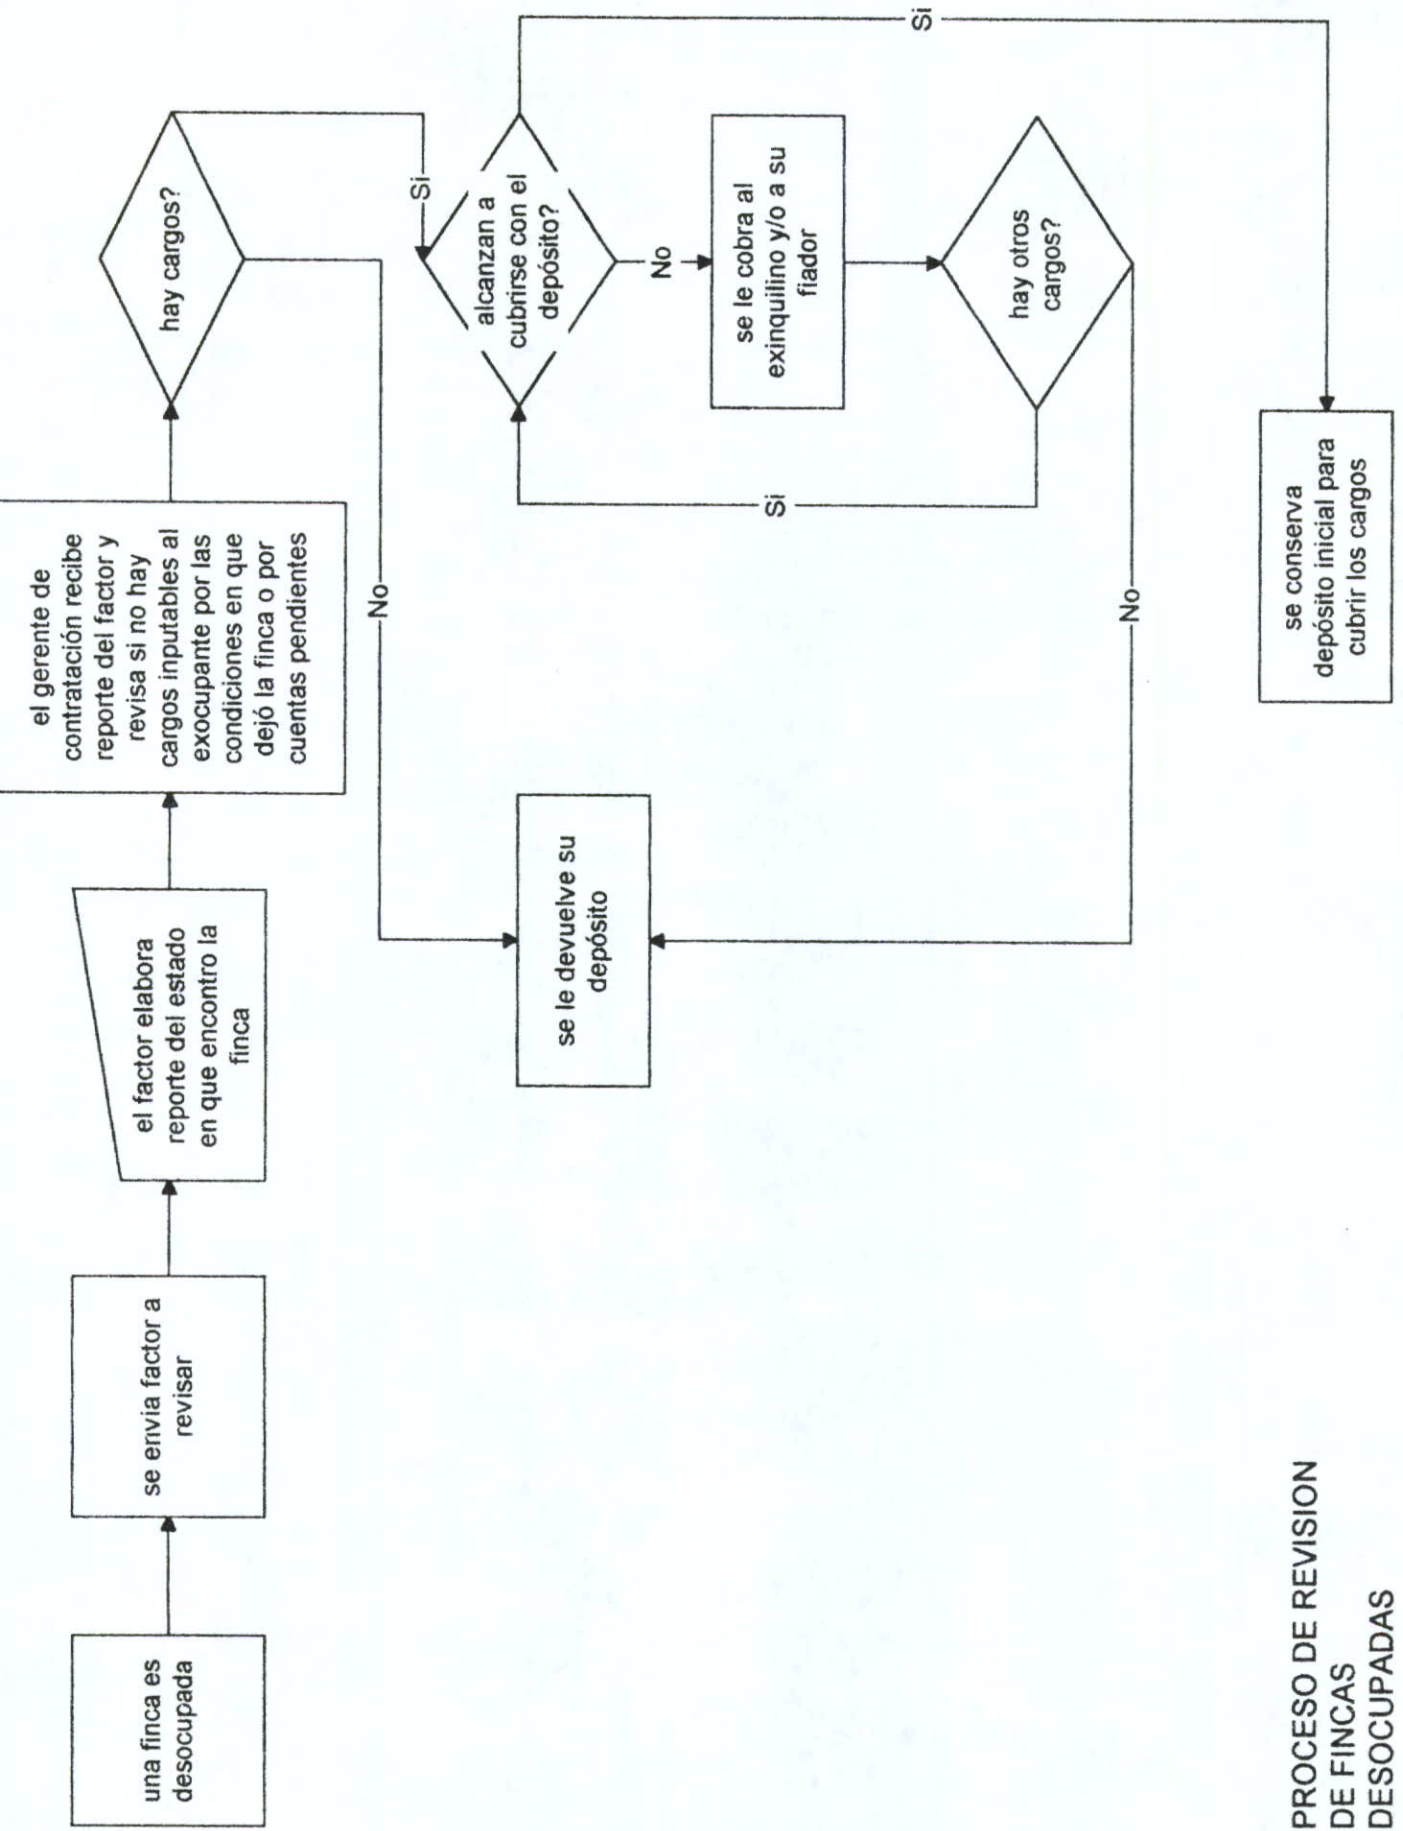 una finca es
desocupada
se envia factor a
revisar
el factor elabora
reporte del estado
en que encontro la
finca
el gerente de
contratación recibe
reporte del factor y
revisa si no hay
cargos inputables al
exocupante por las
condiciones en que
dejó la finca o por
cuentas pendientes
hay cargos?
Si
No
alcanzan a
cubrirse con el
depósito?
Si
No
se le cobra al
exinquilino y/o a su
fiador
hay otros
cargos?
Si
No
se le devuelve su
depósito
se conserva
depósito inicial para
cubrir los cargos
PROCESO DE REVISION
DE FINCAS
DESOCUPADAS